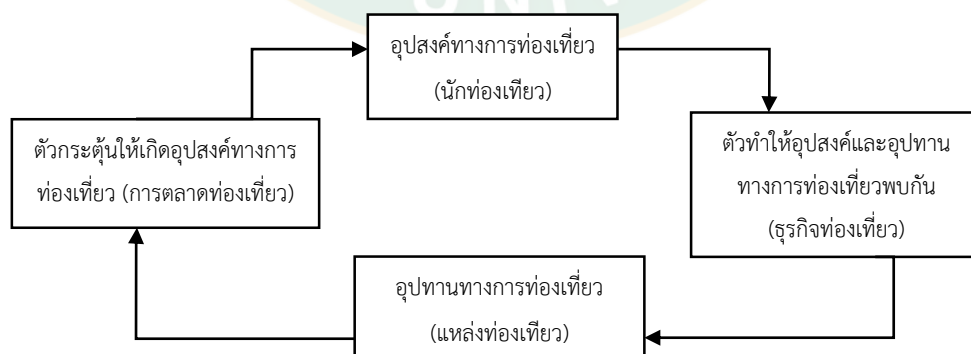 UNIV
อุปสงค์ทางการท่องเที่ยว
(นักท่องเทียว)
ตัวกระตุ้นให้เกิดอุปสงค์ทางการ
ท่องเที่ยว (การตลาดท่องเที่ยว)
ตัวทำให้อุปสงค์และอุปทาน
ทางการท่องเที่ยวพบกัน
(ธุรกิจท่องเที่ยว)
อุปทานทางการท่องเที่ยว
(แหล่งท่องเทียว)